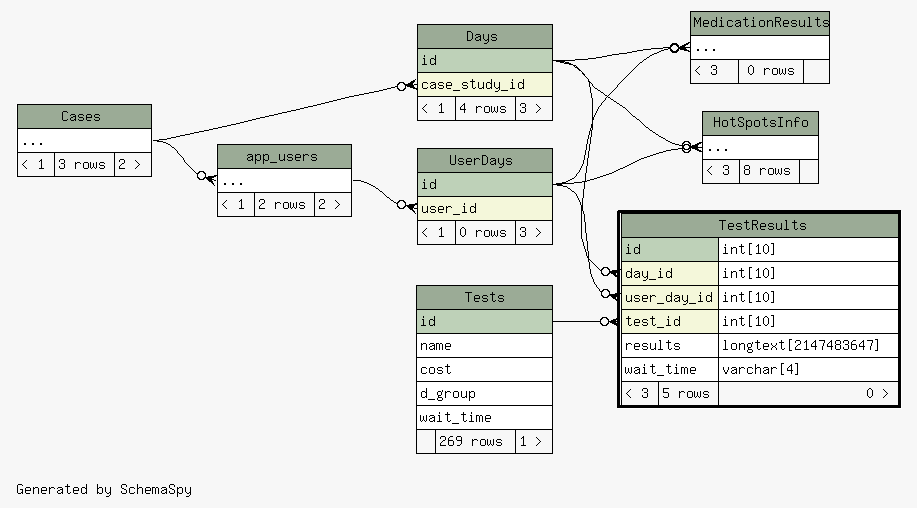 Cases
...
< 1 3 rows 2 >
app_users
...
< 1 2 rows 2 >
Days
id
case_study_id
< 1 4 rows 3 >
UserDays
id
user_id
< 1 0 rows 3 >
Tests
id
name
cost
d_group
wait_time
269 rows 1 >
MedicationResults
...
< 3 0 rows
HotSpotsInfo
...
< 3 8 rows
TestResults
id int[10]
day_id int[10]
user_day_id int[10]
test_id int[10]
results longtext[2147483647]
wait_time varchar[4]
< 3 5 rows 0 >
Generated by SchemaSpy